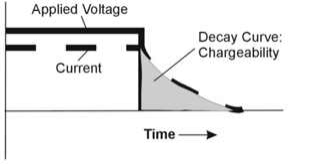 Applied Voltage
Decay Curve:
Chargeability
Current
Time